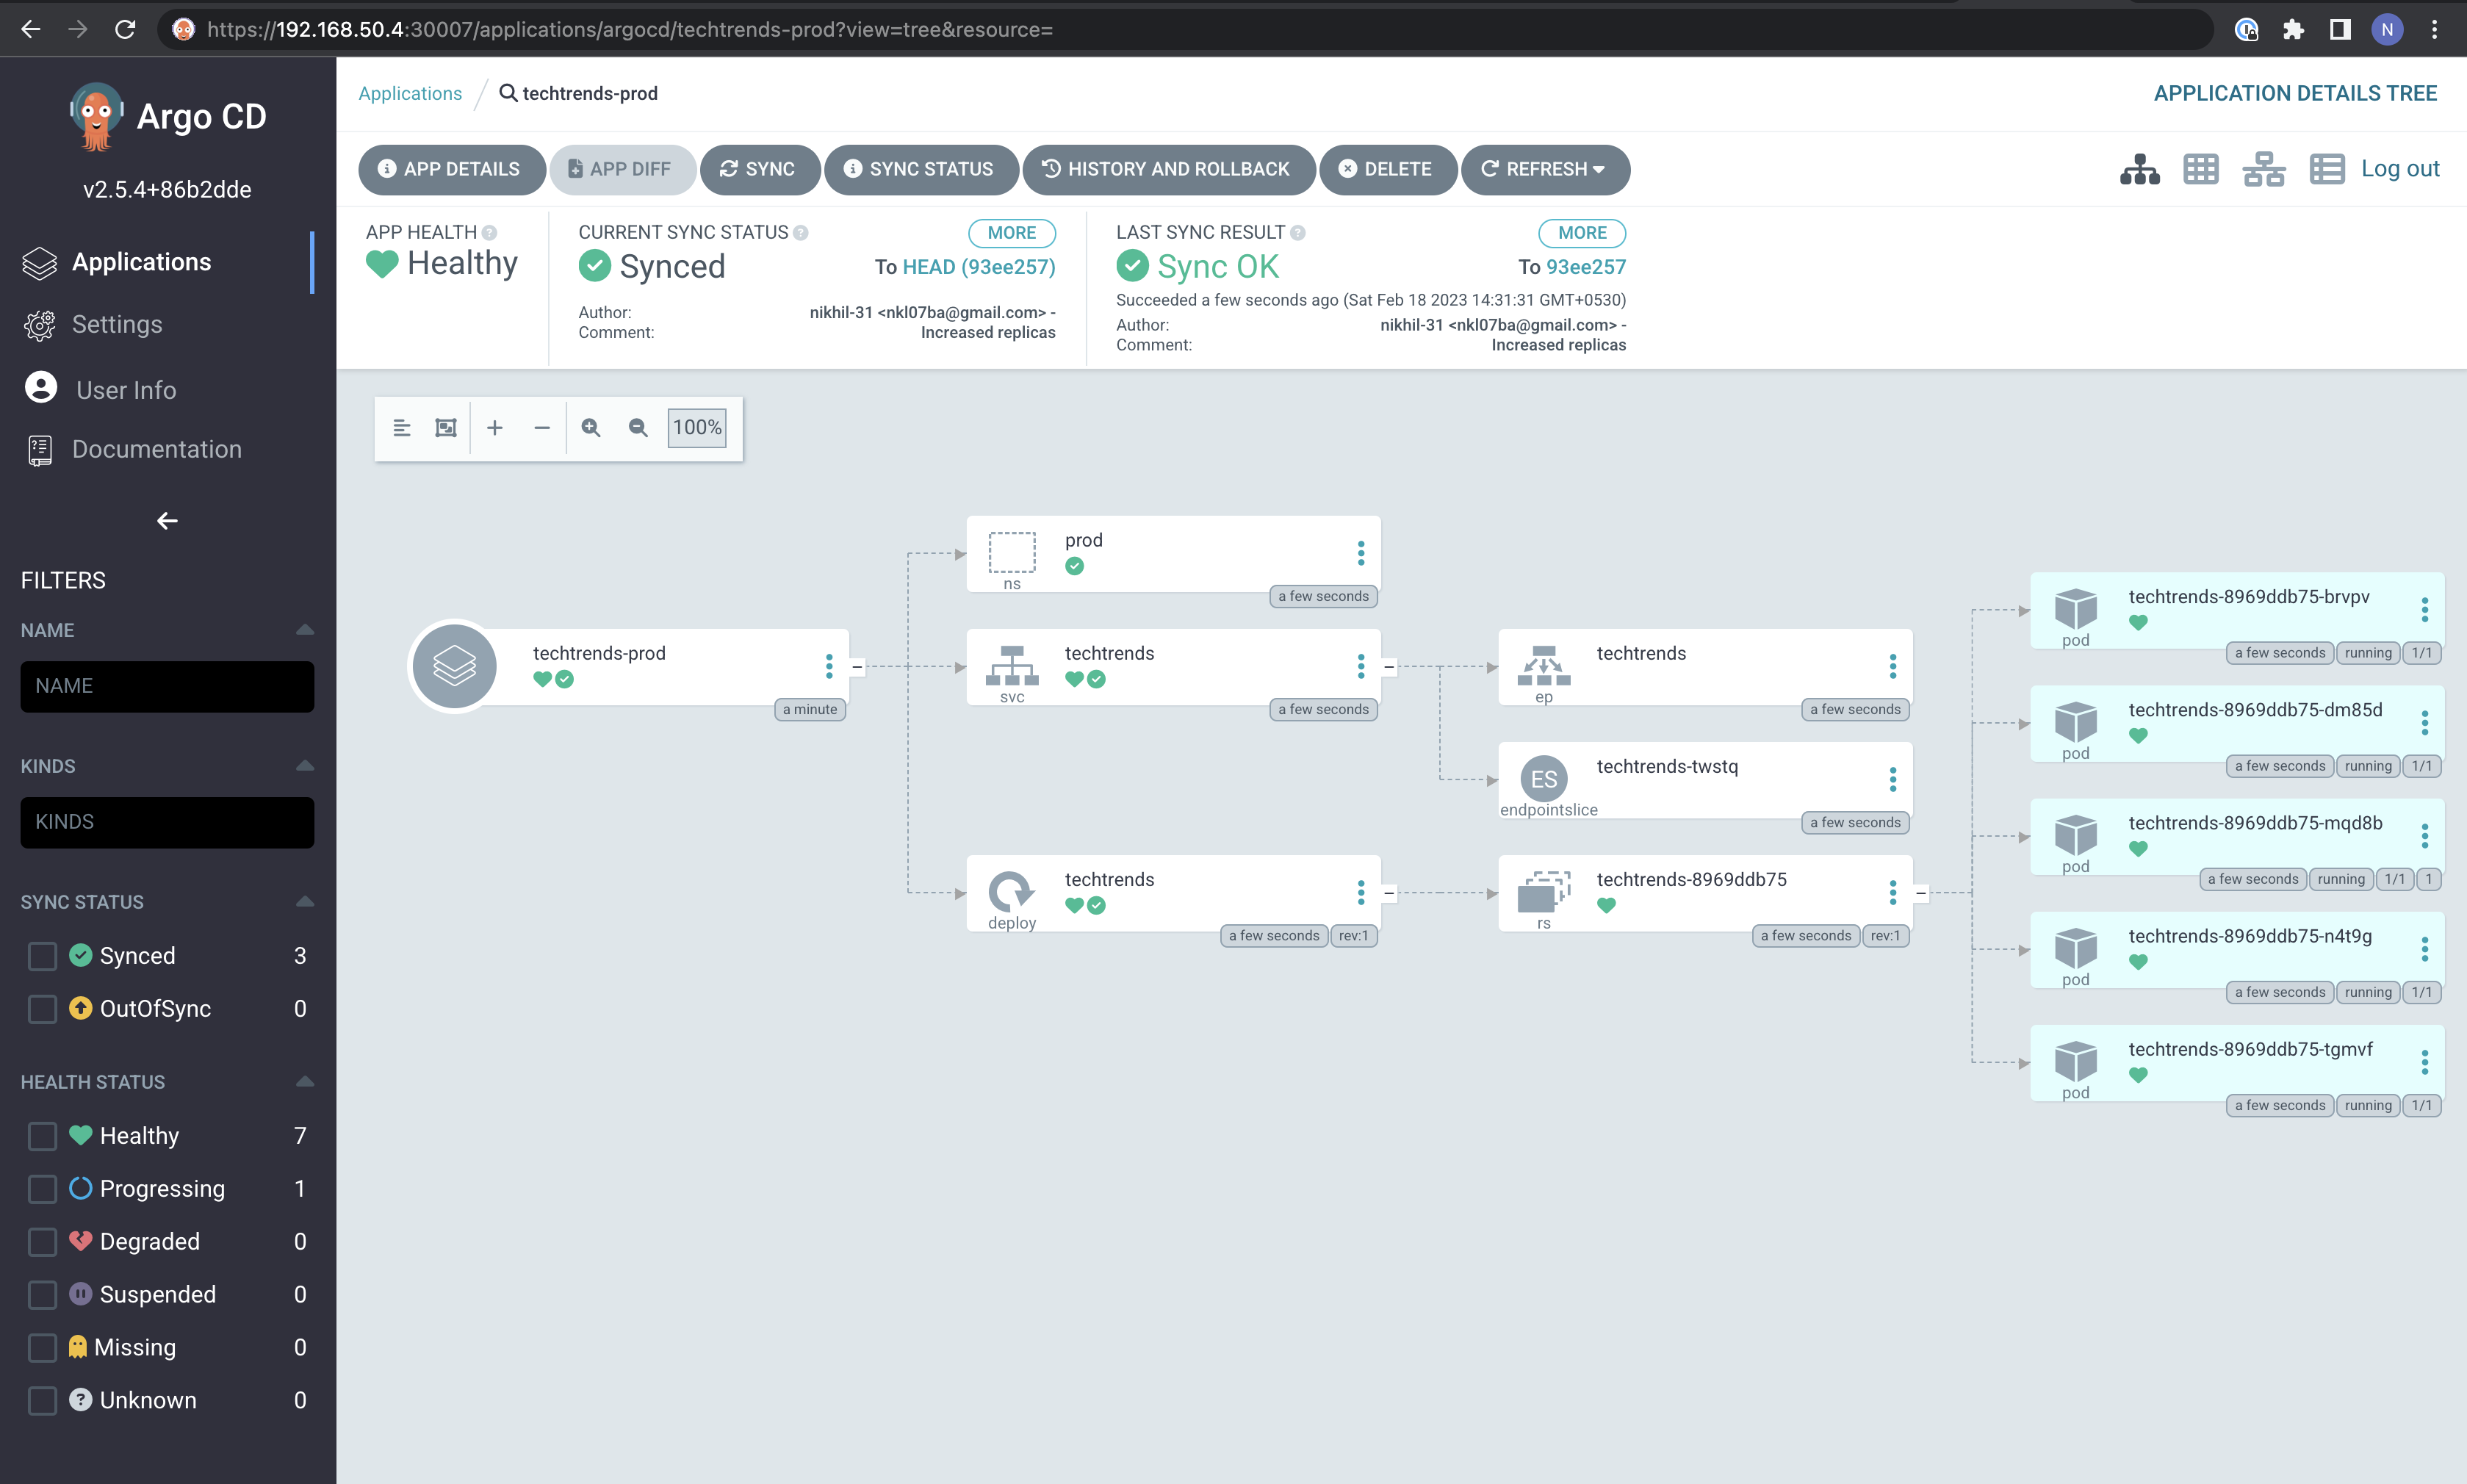 https://192.168.50.4:30007/applications/argocd/techtrends-prod?view=tree&resource=
N
Argo CD
v2.5.4+86b2dde
Applications
Settings
User Info
Documentation
FILTERS
NAME
NAME
KINDS
KINDS
SYNC STATUS
Synced 3
OutOfSync 0
HEALTH STATUS
Healthy 7
Progressing 1
Degraded 0
Suspended 0
Missing 0
Unknown 0
Applications / techtrends-prod
APPLICATION DETAILS TREE
APP DETAILS APP DIFF SYNC SYNC STATUS HISTORY AND ROLLBACK DELETE REFRESH
Log out
APP HEALTH
Healthy
CURRENT SYNC STATUS MORE
Synced To HEAD (93ee257)
Author: nikhil-31 <nkl07ba@gmail.com> -
Comment: Increased replicas
LAST SYNC RESULT MORE
Sync OK To 93ee257
Succeeded a few seconds ago (Sat Feb 18 2023 14:31:31 GMT+0530)
Author: nikhil-31 <nkl07ba@gmail.com> -
Comment: Increased replicas
100%
techtrends-prod
a minute
prod
ns
a few seconds
techtrends
svc
a few seconds
techtrends
deploy
a few seconds rev:1
techtrends
ep
a few seconds
ES
techtrends-twstq
endpointslice
a few seconds
techtrends-8969ddb75
rs
a few seconds rev:1
techtrends-8969ddb75-brvpv
pod
a few seconds running 1/1
techtrends-8969ddb75-dm85d
pod
a few seconds running 1/1
techtrends-8969ddb75-mqd8b
pod
a few seconds running 1/1 1
techtrends-8969ddb75-n4t9g
pod
a few seconds running 1/1
techtrends-8969ddb75-tgmvf
pod
a few seconds running 1/1